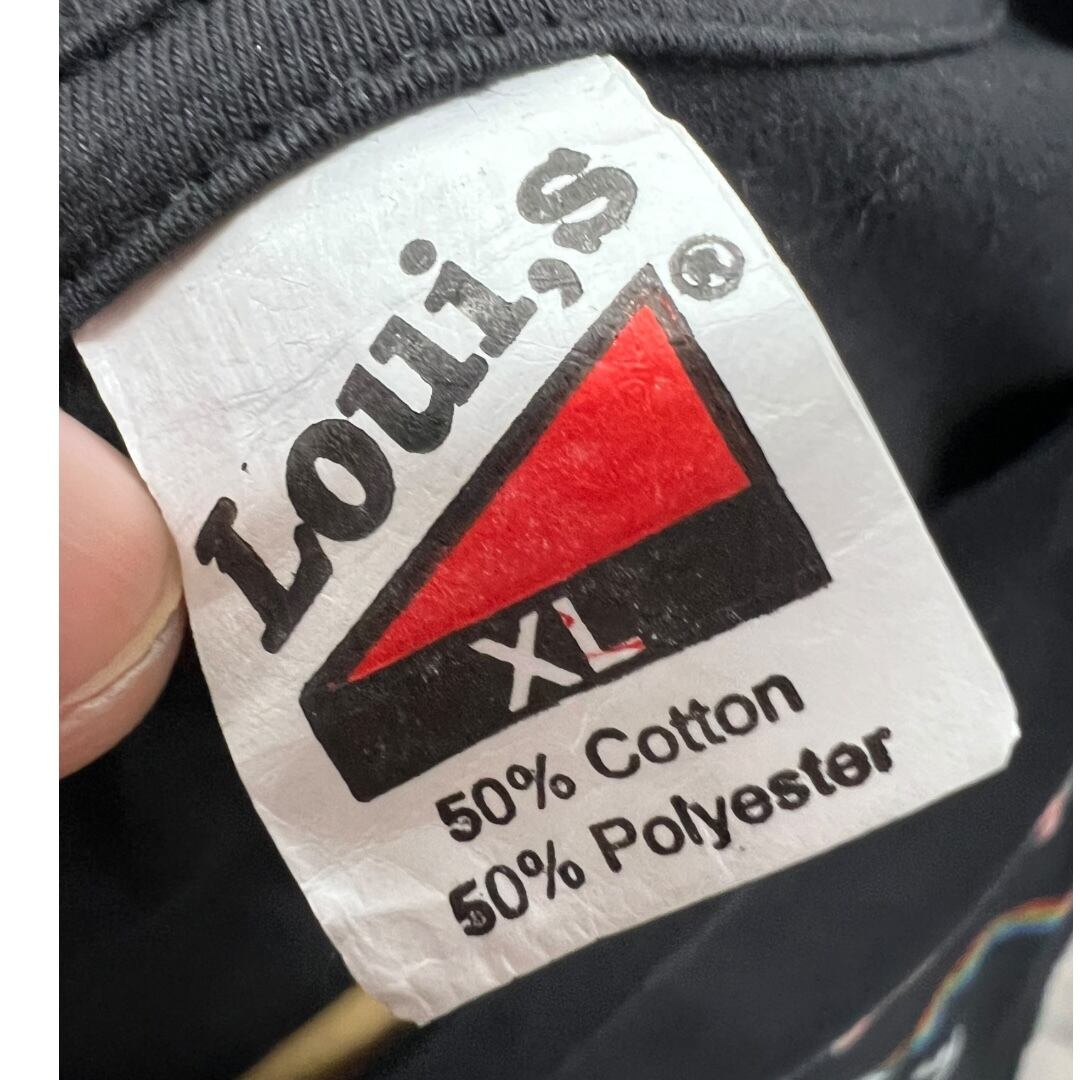 Loui,s ®
XL
50% Cotton
50% Polyester